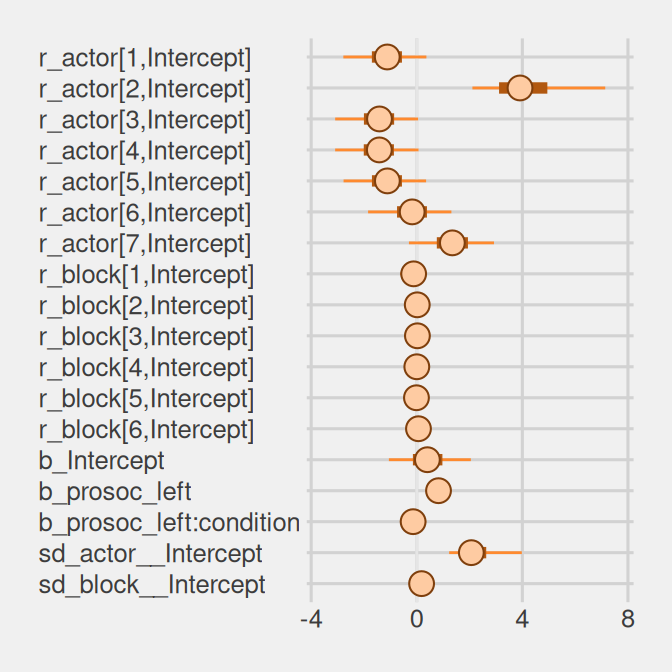 r_actor[1,Intercept]
r_actor[2,Intercept]
r_actor[3,Intercept]
r_actor[4,Intercept]
r_actor[5,Intercept]
r_actor[6,Intercept]
r_actor[7,Intercept]
r_block[1,Intercept]
r_block[2,Intercept]
r_block[3,Intercept]
r_block[4,Intercept]
r_block[5,Intercept]
r_block[6,Intercept]
b_Intercept
b_prosoc_left
b_prosoc_left:condition
sd_actor__Intercept
sd_block__Intercept
-4 0 4 8